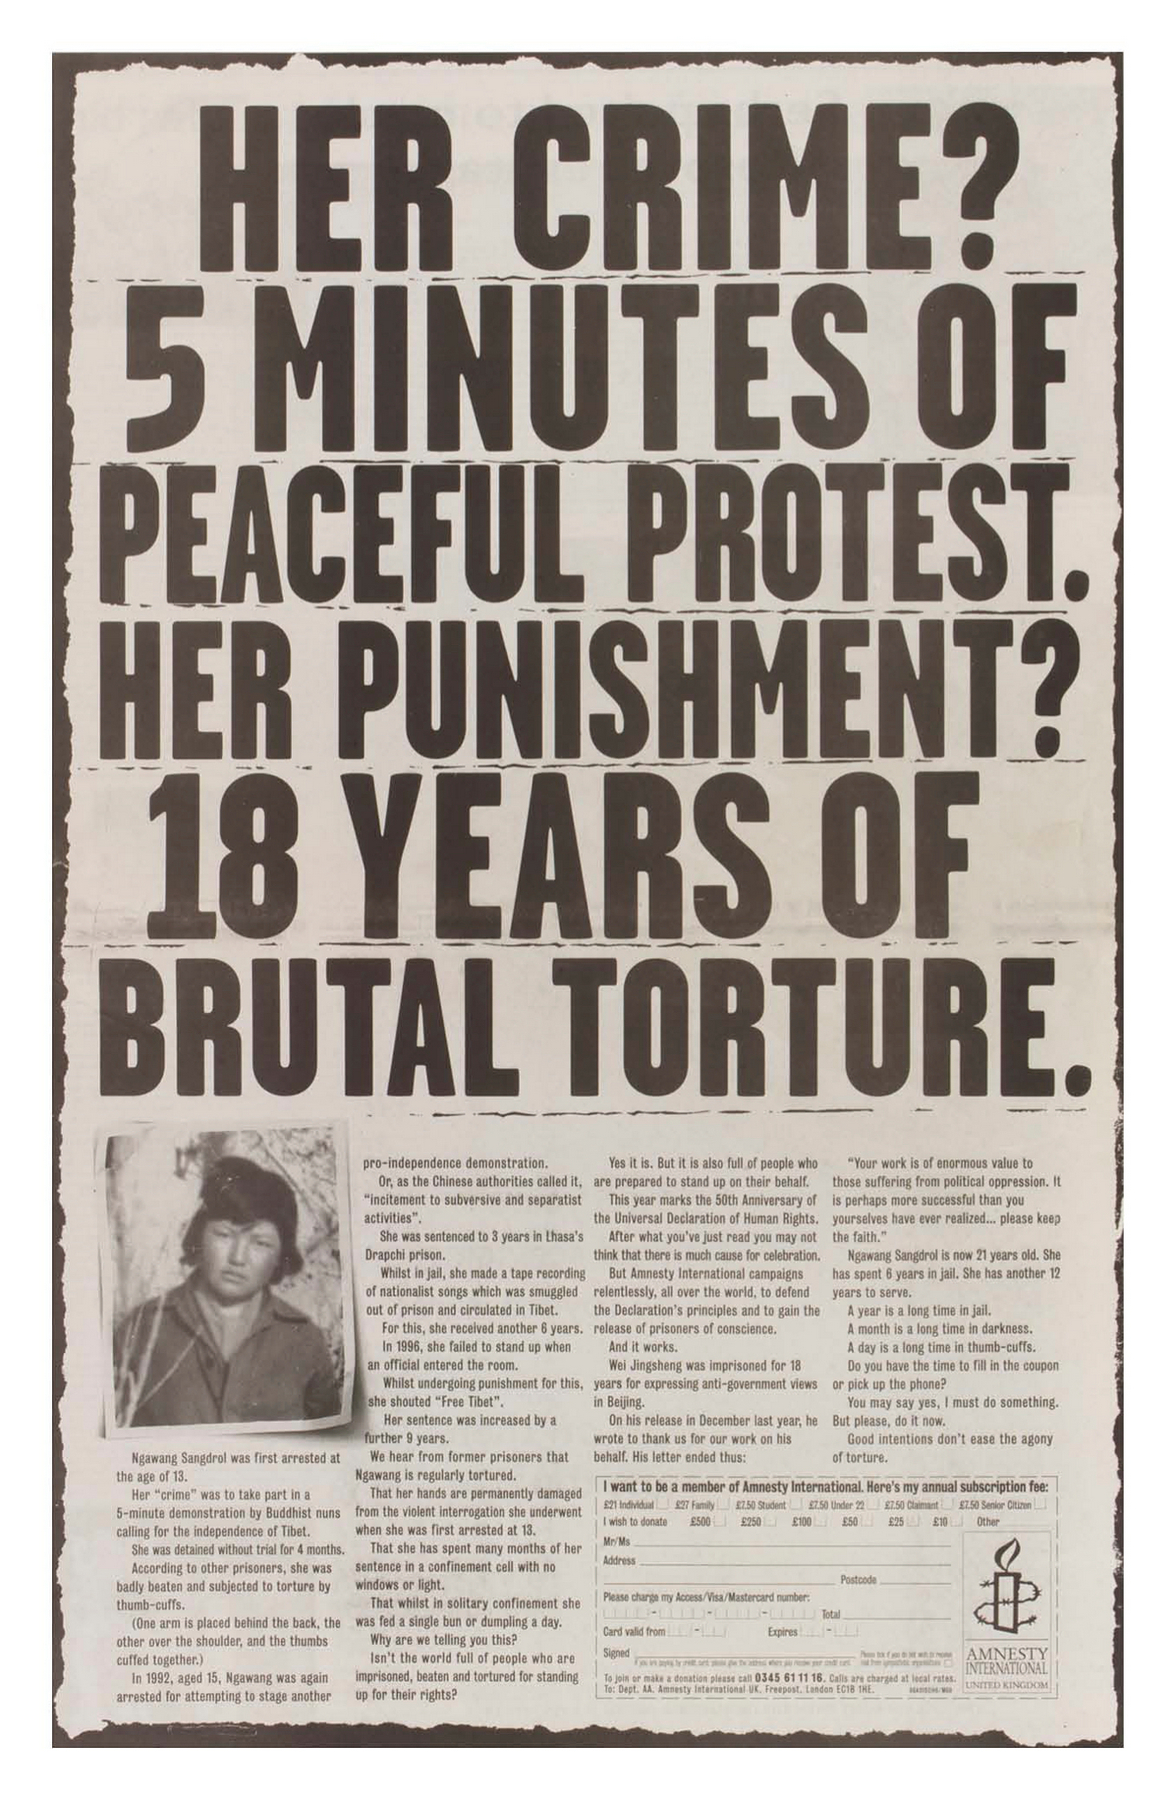 HER CRIME?
5 MINUTES OF
PEACEFUL PROTEST.
HER PUNISHMENT?
18 YEARS OF
BRUTAL TORTURE.
Ngawang Sangdrol was first arrested at
the age of 13.
Her “crime” was to take part in a
5-minute demonstration by Buddhist nuns
calling for the independence of Tibet.
She was detained without trial for 4 months.
According to other prisoners, she was
badly beaten and subjected to torture by
thumb-cuffs.
(One arm is placed behind the back, the
other over the shoulder, and the thumbs
cuffed together.)
In 1992, aged 15, Ngawang was again
arrested for attempting to stage another
pro-independence demonstration.
Or, as the Chinese authorities called it,
“incitement to subversive and separatist
activities”.
She was sentenced to 3 years in Lhasa’s
Drapchi prison.
Whilst in jail, she made a tape recording
of nationalist songs which was smuggled
out of prison and circulated in Tibet.
For this, she received another 6 years.
In 1996, she failed to stand up when
an official entered the room.
Whilst undergoing punishment for this,
she shouted “Free Tibet”.
Her sentence was increased by a
further 9 years.
We hear from former prisoners that
Ngawang is regularly tortured.
That her hands are permanently damaged
from the violent interrogation she underwent
when she was first arrested at 13.
That she has spent many months of her
sentence in a confinement cell with no
windows or light.
That whilst in solitary confinement she
was fed a single bun or dumpling a day.
Why are we telling you this?
Isn’t the world full of people who are
imprisoned, beaten and tortured for standing
up for their rights?
Yes it is. But it is also full of people who
are prepared to stand up on their behalf.
This year marks the 50th Anniversary of
the Universal Declaration of Human Rights.
After what you’ve just read you may not
think that there is much cause for celebration.
But Amnesty International campaigns
relentlessly, all over the world, to defend
the Declaration’s principles and to gain the
release of prisoners of conscience.
And it works.
Wei Jingsheng was imprisoned for 18
years for expressing anti-government views
in Beijing.
On his release in December last year, he
wrote to thank us for our work on his
behalf. His letter ended thus:
“Your work is of enormous value to
those suffering from political oppression. It
is perhaps more successful than you
yourselves have ever realized... please keep
the faith.”
Ngawang Sangdrol is now 21 years old. She
has spent 6 years in jail. She has another 12
years to serve.
A year is a long time in jail.
A month is a long time in darkness.
A day is a long time in thumb-cuffs.
Do you have the time to fill in the coupon
or pick up the phone?
You may say yes, I must do something.
But please, do it now.
Good intentions don’t ease the agony
of torture.
I want to be a member of Amnesty International. Here’s my annual subscription fee:
£21 Individual £27 Family £7.50 Student £7.50 Under 22 £7.50 Claimant £7.50 Senior Citizen
I wish to donate £500 £250 £100 £50 £25 £10 Other
Mr/Ms
Address
Postcode
Please charge my Access/Visa/Mastercard number:
Total
Card valid from Expires
Signed
If you are paying by credit card please give the address where you receive your credit card.
To join or make a donation please call 0345 61 11 16. Calls are charged at local rates.
To: Dept. AA. Amnesty International UK. Freepost. London EC1B 1HE.
AMNESTY
INTERNATIONAL
UNITED KINGDOM